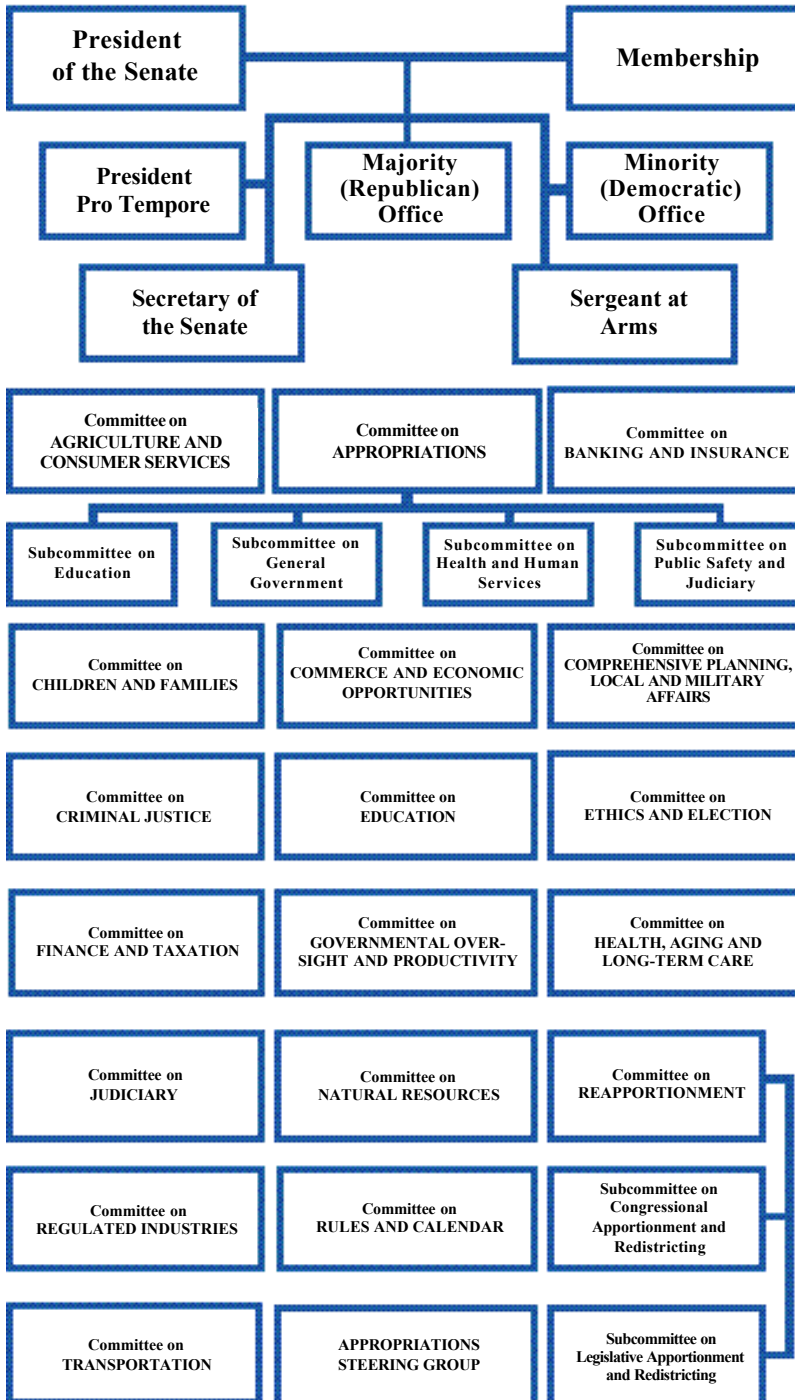 President
of the Senate
Membership
President
Pro Tempore
Majority
(Republican)
Office
Minority
(Democratic)
Office
Secretary of
the Senate
Sergeant at
Arms
Committee on
AGRICULTURE AND
CONSUMER SERVICES
Committee on
APPROPRIATIONS
Committee on
BANKING AND INSURANCE
Subcommittee on
Education
Subcommittee on
General
Government
Subcommittee on
Health and Human
Services
Subcommittee on
Public Safety and
Judiciary
Committee on
CHILDREN AND FAMILIES
Committee on
COMMERCE AND ECONOMIC
OPPORTUNITIES
Committee on
COMPREHENSIVE PLANNING,
LOCAL AND MILITARY
AFFAIRS
Committee on
CRIMINAL JUSTICE
Committee on
EDUCATION
Committee on
ETHICS AND ELECTION
Committee on
FINANCE AND TAXATION
Committee on
GOVERNMENTAL OVER-
SIGHT AND PRODUCTIVITY
Committee on
HEALTH, AGING AND
LONG-TERM CARE
Committee on
JUDICIARY
Committee on
NATURAL RESOURCES
Committee on
REAPPORTIONMENT
Committee on
REGULATED INDUSTRIES
Committee on
RULES AND CALENDAR
Subcommittee on
Congressional
Apportionment and
Redistricting
Committee on
TRANSPORTATION
APPROPRIATIONS
STEERING GROUP
Subcommittee on
Legislative Apportionment
and Redistricting